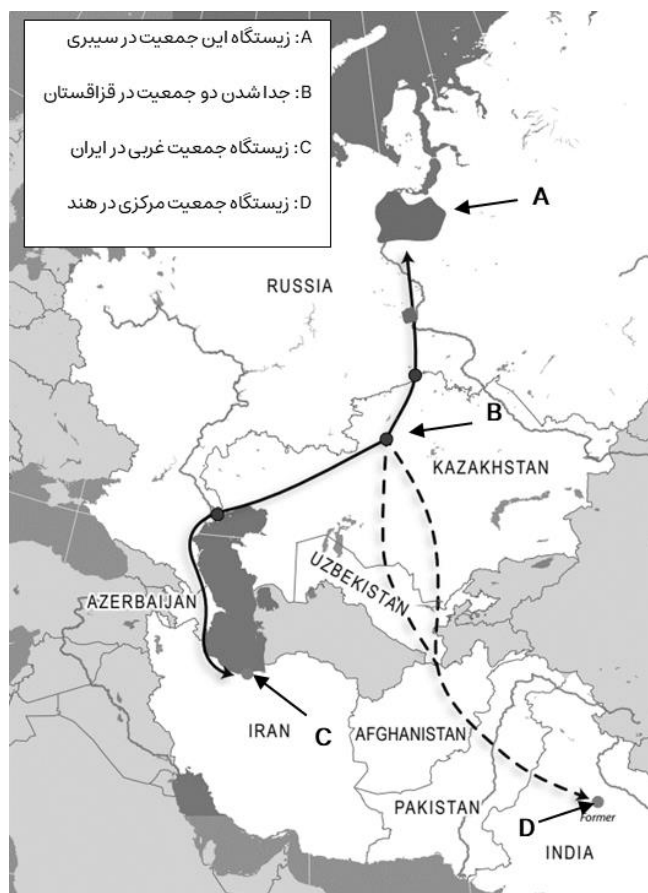 A: زیستگاه این جمعیت در سیبری
B: جدا شدن دو جمعیت در قزاقستان
C: زیستگاه جمعیت غربی در ایران
D: زیستگاه جمعیت مرکزی در هند
A
RUSSIA
B
KAZAKHSTAN
UZBEKISTAN
AZERBAIJAN
IRAN
C
AFGHANISTAN
PAKISTAN
D
Former
INDIA